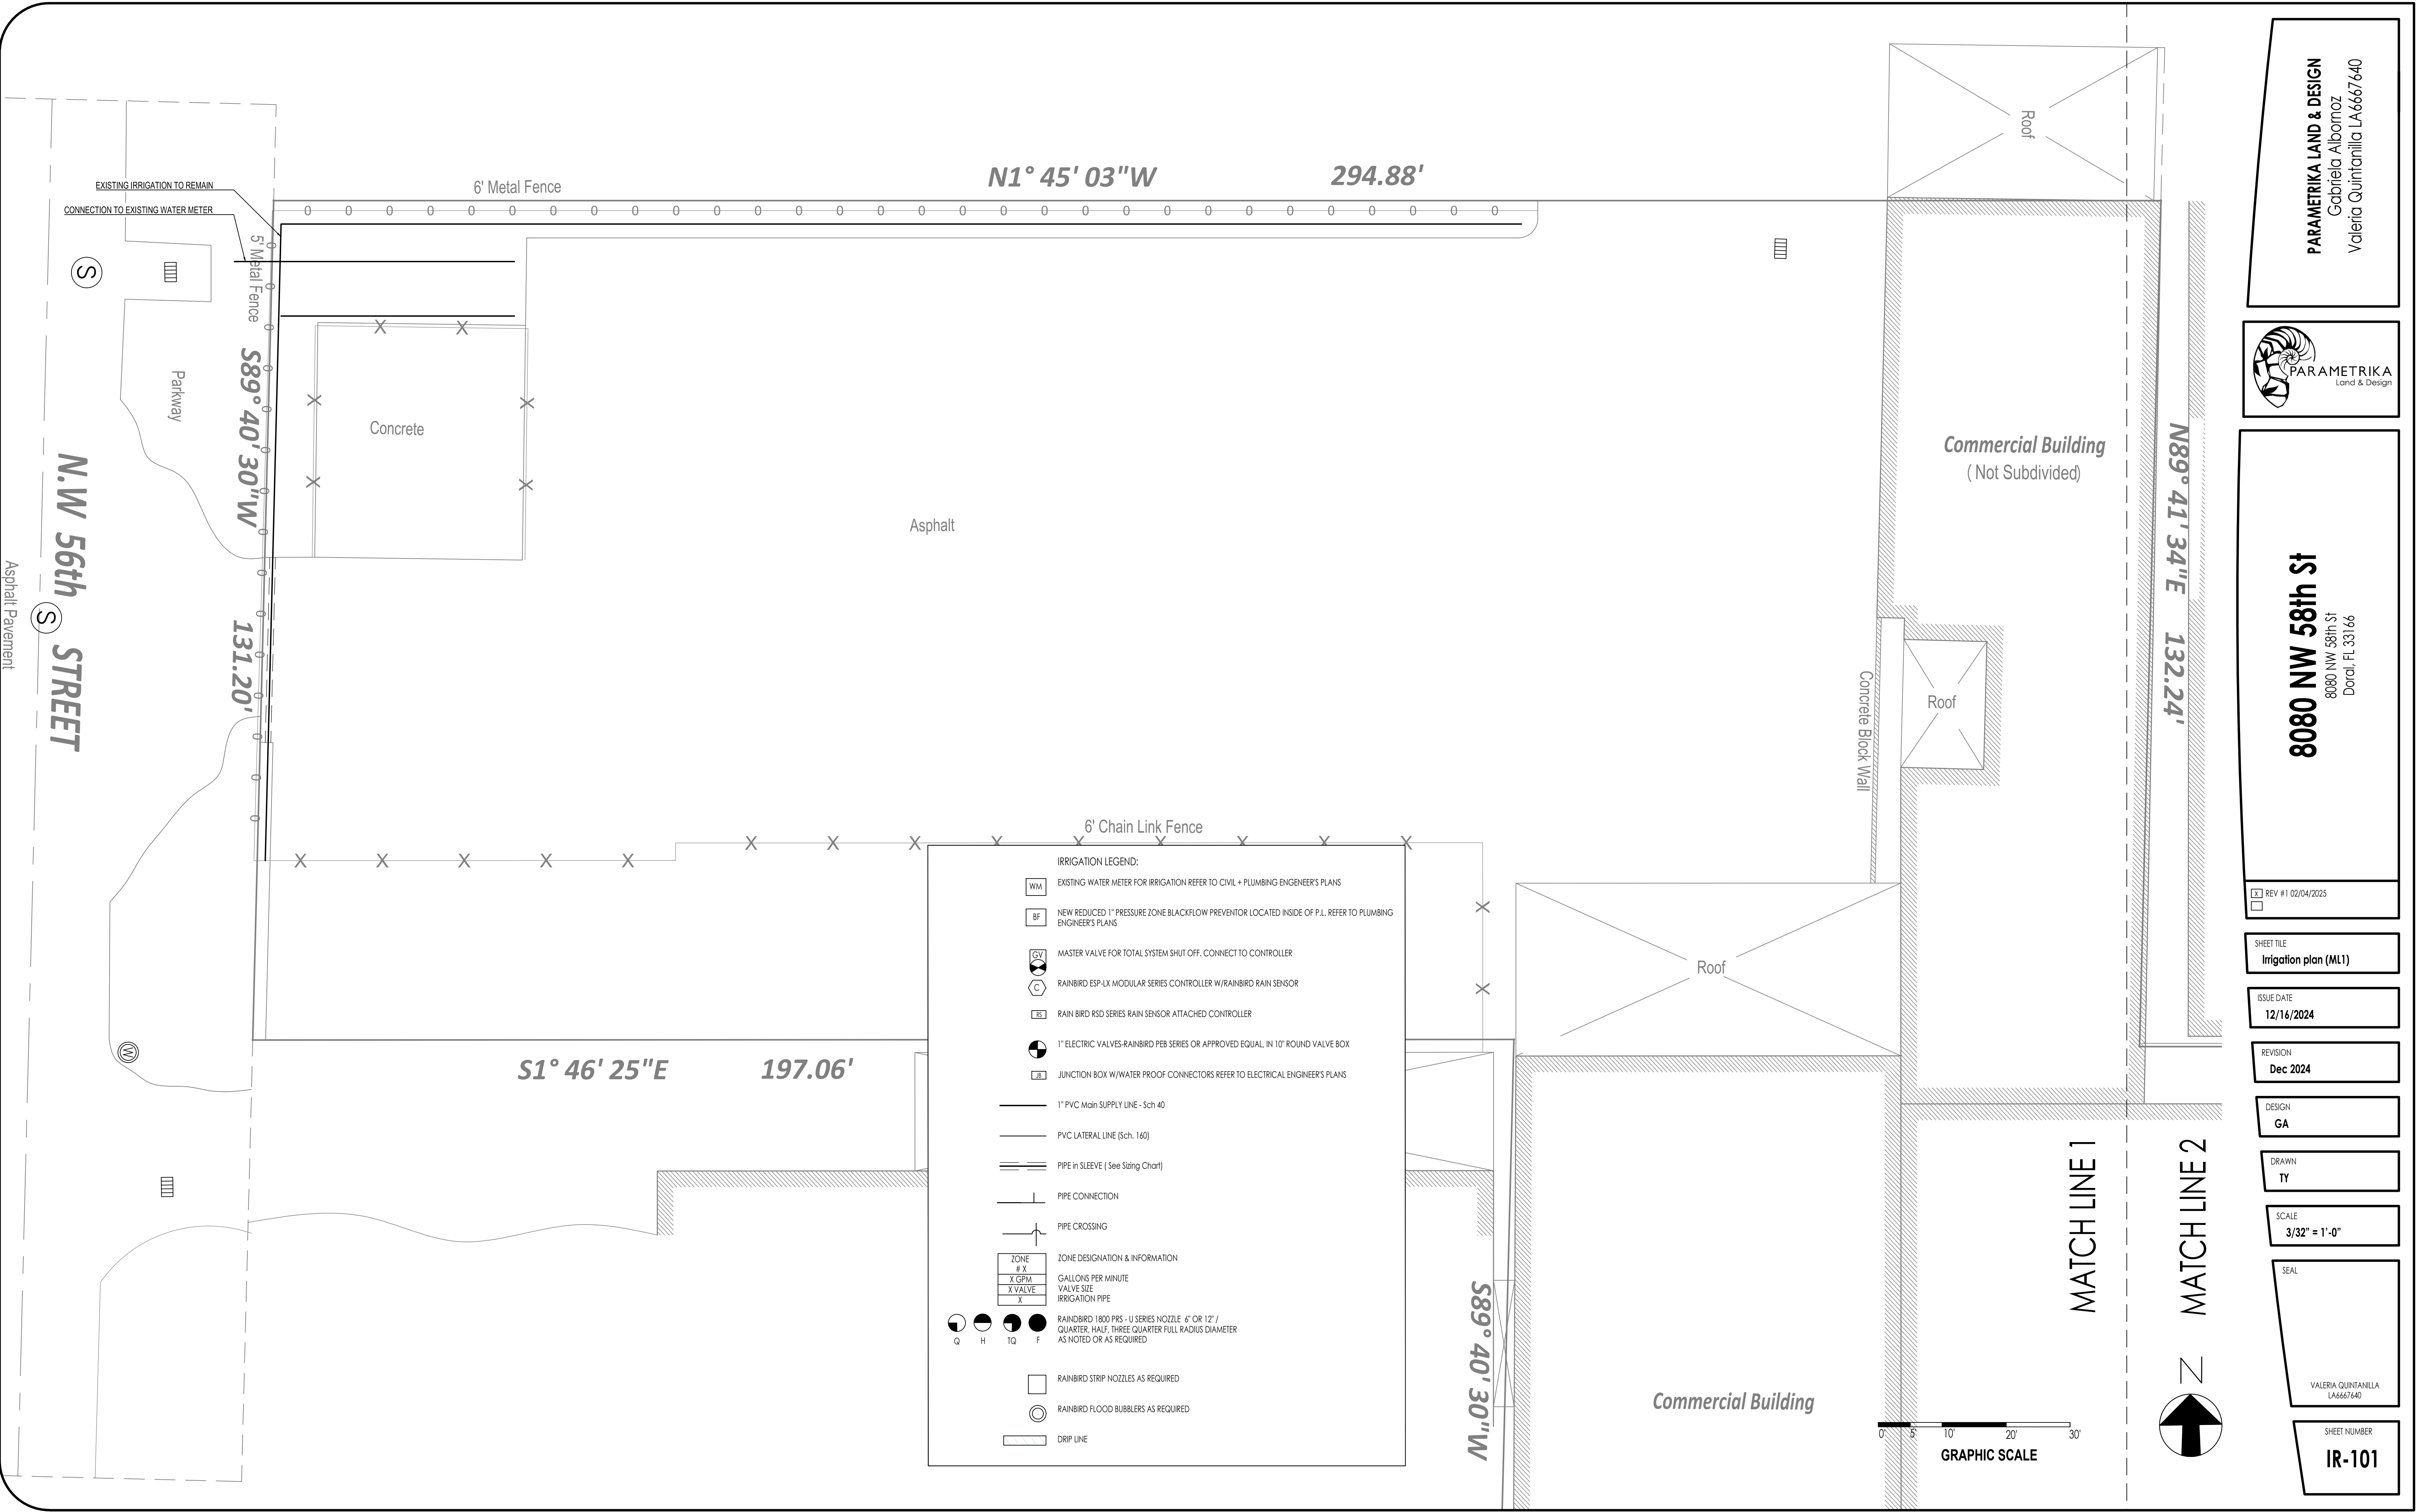 EXISTING IRRIGATION TO REMAIN
CONNECTION TO EXISTING WATER METER
6' Metal Fence
N1° 45' 03"W 294.88'
5' Metal Fence
S89° 40' 30"W
131.20'
Parkway
N.W 56th STREET
Asphalt Pavement
S
S
W
Concrete
Asphalt
6' Chain Link Fence
S1° 46' 25"E 197.06'
Roof
Commercial Building
( Not Subdivided)
N89° 41' 34"E 132.24'
Concrete Block Wall
Roof
Roof
S89° 40' 30"W
Commercial Building
IRRIGATION LEGEND:
WM EXISTING WATER METER FOR IRRIGATION REFER TO CIVIL + PLUMBING ENGENEER'S PLANS
BF NEW REDUCED 1" PRESSURE ZONE BLACKFLOW PREVENTOR LOCATED INSIDE OF P.L. REFER TO PLUMBING
ENGINEER'S PLANS
GV MASTER VALVE FOR TOTAL SYSTEM SHUT OFF. CONNECT TO CONTROLLER
C RAINBIRD ESP-LX MODULAR SERIES CONTROLLER W/RAINBIRD RAIN SENSOR
RS RAIN BIRD RSD SERIES RAIN SENSOR ATTACHED CONTROLLER
1" ELECTRIC VALVES-RAINBIRD PEB SERIES OR APPROVED EQUAL, IN 10" ROUND VALVE BOX
JB JUNCTION BOX W/WATER PROOF CONNECTORS REFER TO ELECTRICAL ENGINEER'S PLANS
1" PVC Main SUPPLY LINE - Sch 40
PVC LATERAL LINE (Sch. 160)
PIPE in SLEEVE ( See Sizing Chart)
PIPE CONNECTION
PIPE CROSSING
ZONE ZONE DESIGNATION & INFORMATION
# X
X GPM GALLONS PER MINUTE
X VALVE VALVE SIZE
X IRRIGATION PIPE
RAINDBIRD 1800 PRS - U SERIES NOZZLE 6" OR 12" /
QUARTER, HALF, THREE QUARTER FULL RADIUS DIAMETER
Q H TQ F AS NOTED OR AS REQUIRED
RAINBIRD STRIP NOZZLES AS REQUIRED
RAINBIRD FLOOD BUBBLERS AS REQUIRED
DRIP LINE
MATCH LINE 1
MATCH LINE 2
N
0' 5' 10' 20' 30'
GRAPHIC SCALE
PARAMETRIKA LAND & DESIGN
Gabriela Albornoz
Valeria Quintanilla LA6667640
PARAMETRIKA
Land & Design
8080 NW 58th St
8080 NW 58th St
Doral, FL 33166
X REV #1 02/04/2025
SHEET TILE
Irrigation plan (ML1)
ISSUE DATE
12/16/2024
REVISION
Dec 2024
DESIGN
GA
DRAWN
TY
SCALE
3/32" = 1'-0"
SEAL
VALERIA QUINTANILLA
LA6667640
SHEET NUMBER
IR-101